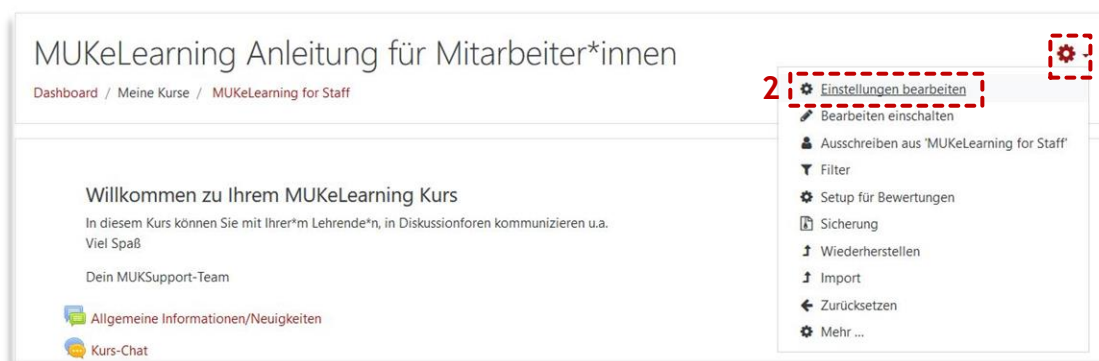 MUKeLearning Anleitung für Mitarbeiter*innen
Dashboard / Meine Kurse / MUKeLearning for Staff
2 Einstellungen bearbeiten
Bearbeiten einschalten
Ausschreiben aus 'MUKeLearning for Staff'
Filter
Setup für Bewertungen
Sicherung
Wiederherstellen
Import
Zurücksetzen
Mehr ...
Willkommen zu Ihrem MUKeLearning Kurs
In diesem Kurs können Sie mit Ihrer*m Lehrende*n, in Diskussionforen kommunizieren u.a.
Viel Spaß
Dein MUKSupport-Team
Allgemeine Informationen/Neuigkeiten
Kurs-Chat